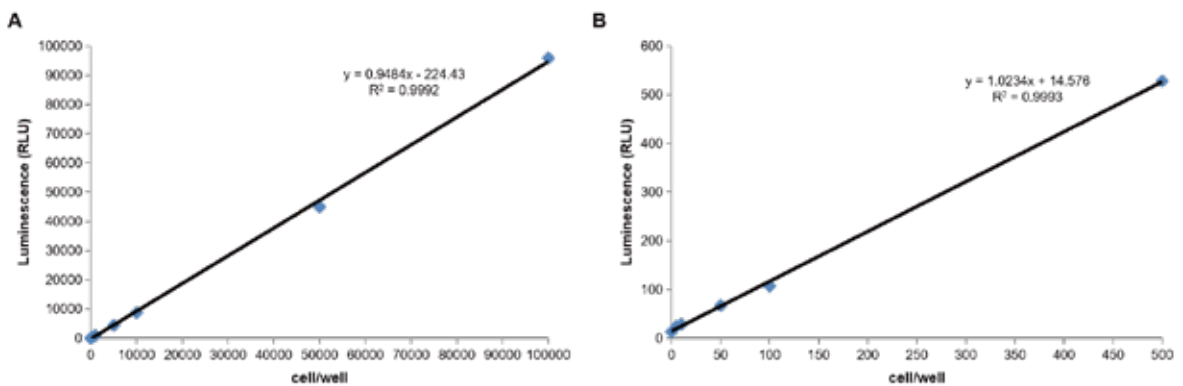 A
100000
90000
80000
70000
60000
50000
40000
30000
20000
10000
0
Luminescence (RLU)
y = 0.9484x - 224.43
R² = 0.9992
0 10000 20000 30000 40000 50000 60000 70000 80000 90000 100000
cell/well
B
600
500
400
300
200
100
0
Luminescence (RLU)
y = 1.0234x + 14.576
R² = 0.9993
0 50 100 150 200 250 300 350 400 450 500
cell/well